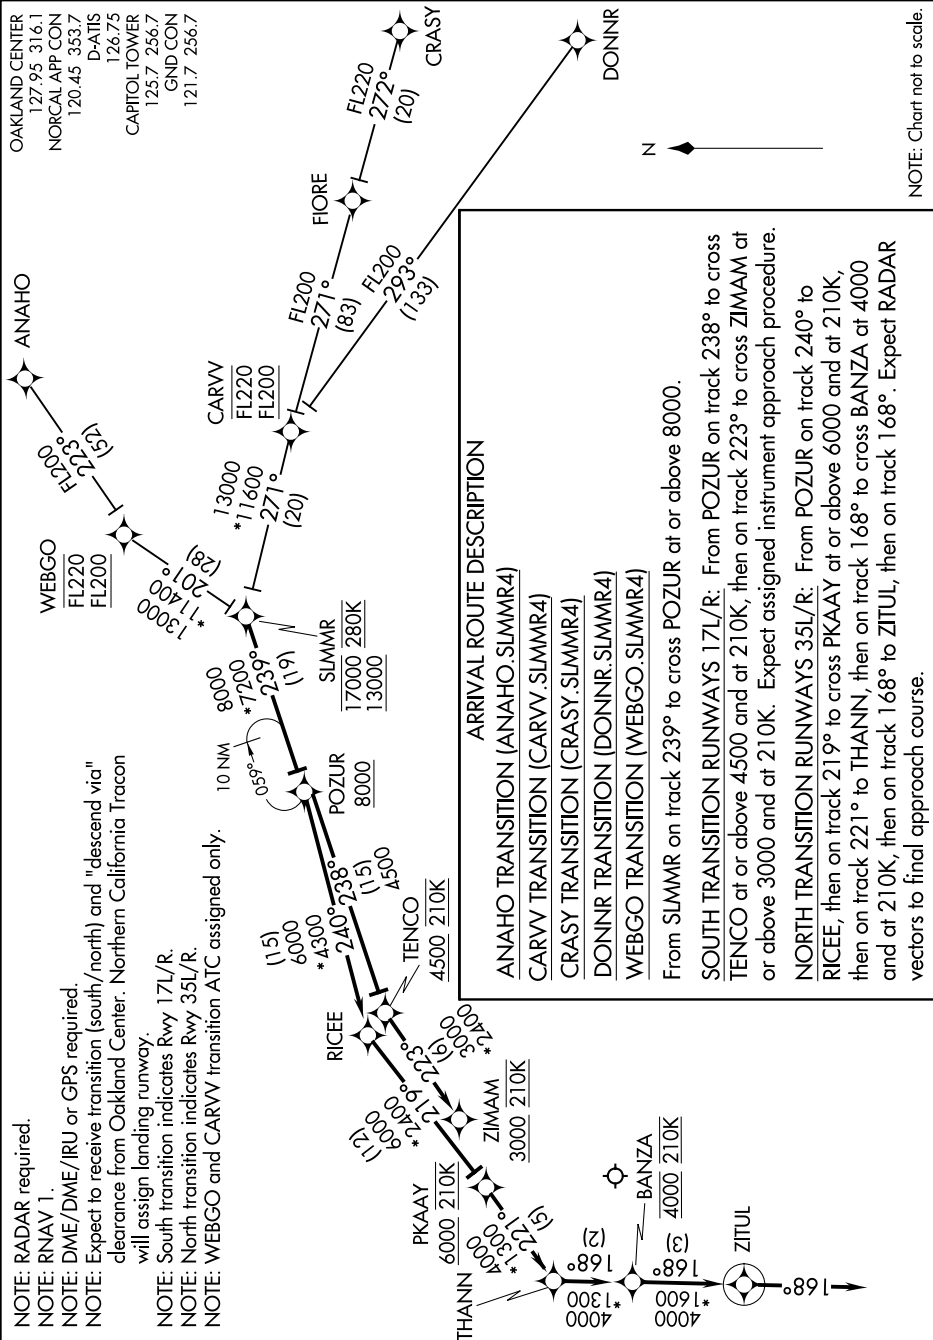 NOTE: RADAR required.
NOTE: RNAV 1.
NOTE: DME/DME/IRU or GPS required.
NOTE: Expect to receive transition (south/north) and "descend via"
clearance from Oakland Center. Northern California Tracon
will assign landing runway.
NOTE: South transition indicates Rwy 17L/R.
NOTE: North transition indicates Rwy 35L/R.
NOTE: WEBGO and CARVV transition ATC assigned only.
OAKLAND CENTER
127.95 316.1
NORCAL APP CON
120.45 353.7
D-ATIS
126.75
CAPITOL TOWER
125.7 256.7
GND CON
121.7 256.7
ANAHO
FL200
223°
(52)
WEBGO
FL220
FL200
13000
*11400
201°
(28)
CRASY
FL220
272°
(20)
FIORE
FL200
271°
(83)
DONNR
FL200
293°
(133)
CARVV
FL220
FL200
13000
*11600
271°
(20)
SLMMR
17000 280K
13000
8000
*7200
239°
(19)
10 NM
059°
POZUR
8000
(15)
6000
*4300
240°
238°
(15)
4500
RICEE
TENCO
4500 210K
223°
(6)
3000
*2400
ZIMAM
3000 210K
(12)
6000
*2400
219°
PKAAY
6000 210K
4000
*1300
221°
(5)
THANN
168°
(2)
4000
*1300
BANZA
4000 210K
168°
(3)
4000
*1600
ZITUL
168°
N
NOTE: Chart not to scale.
ARRIVAL ROUTE DESCRIPTION
ANAHO TRANSITION (ANAHO.SLMMR4)
CARVV TRANSITION (CARVV.SLMMR4)
CRASY TRANSITION (CRASY.SLMMR4)
DONNR TRANSITION (DONNR.SLMMR4)
WEBGO TRANSITION (WEBGO.SLMMR4)
From SLMMR on track 239° to cross POZUR at or above 8000.
SOUTH TRANSITION RUNWAYS 17L/R: From POZUR on track 238° to cross
TENCO at or above 4500 and at 210K, then on track 223° to cross ZIMAM at
or above 3000 and at 210K. Expect assigned instrument approach procedure.
NORTH TRANSITION RUNWAYS 35L/R: From POZUR on track 240° to
RICEE, then on track 219° to cross PKAAY at or above 6000 and at 210K,
then on track 221° to THANN, then on track 168° to cross BANZA at 4000
and at 210K, then on track 168° to ZITUL, then on track 168°. Expect RADAR
vectors to final approach course.